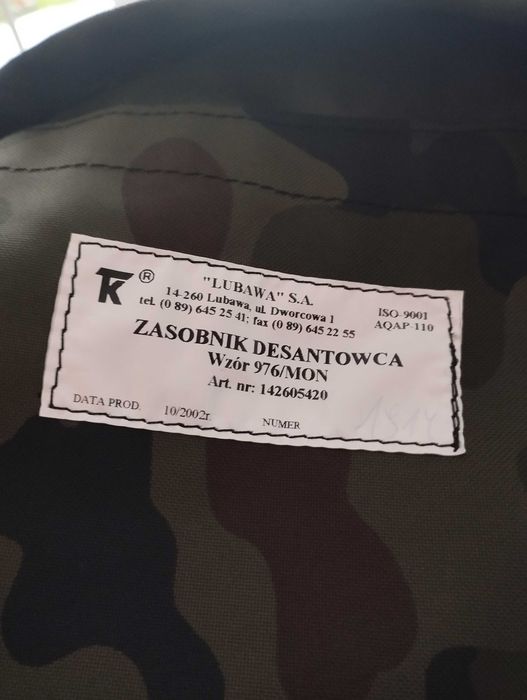 TK ®
"LUBAWA" S.A.
14-260 Lubawa, ul. Dworcowa 1
tel. (0 89) 645 25 41; fax (0 89) 645 22 55
ISO-9001
AQAP-110
ZASOBNIK DESANTOWCA
Wzór 976/MON
Art. nr: 142605420
DATA PROD. 10/2002r. NUMER